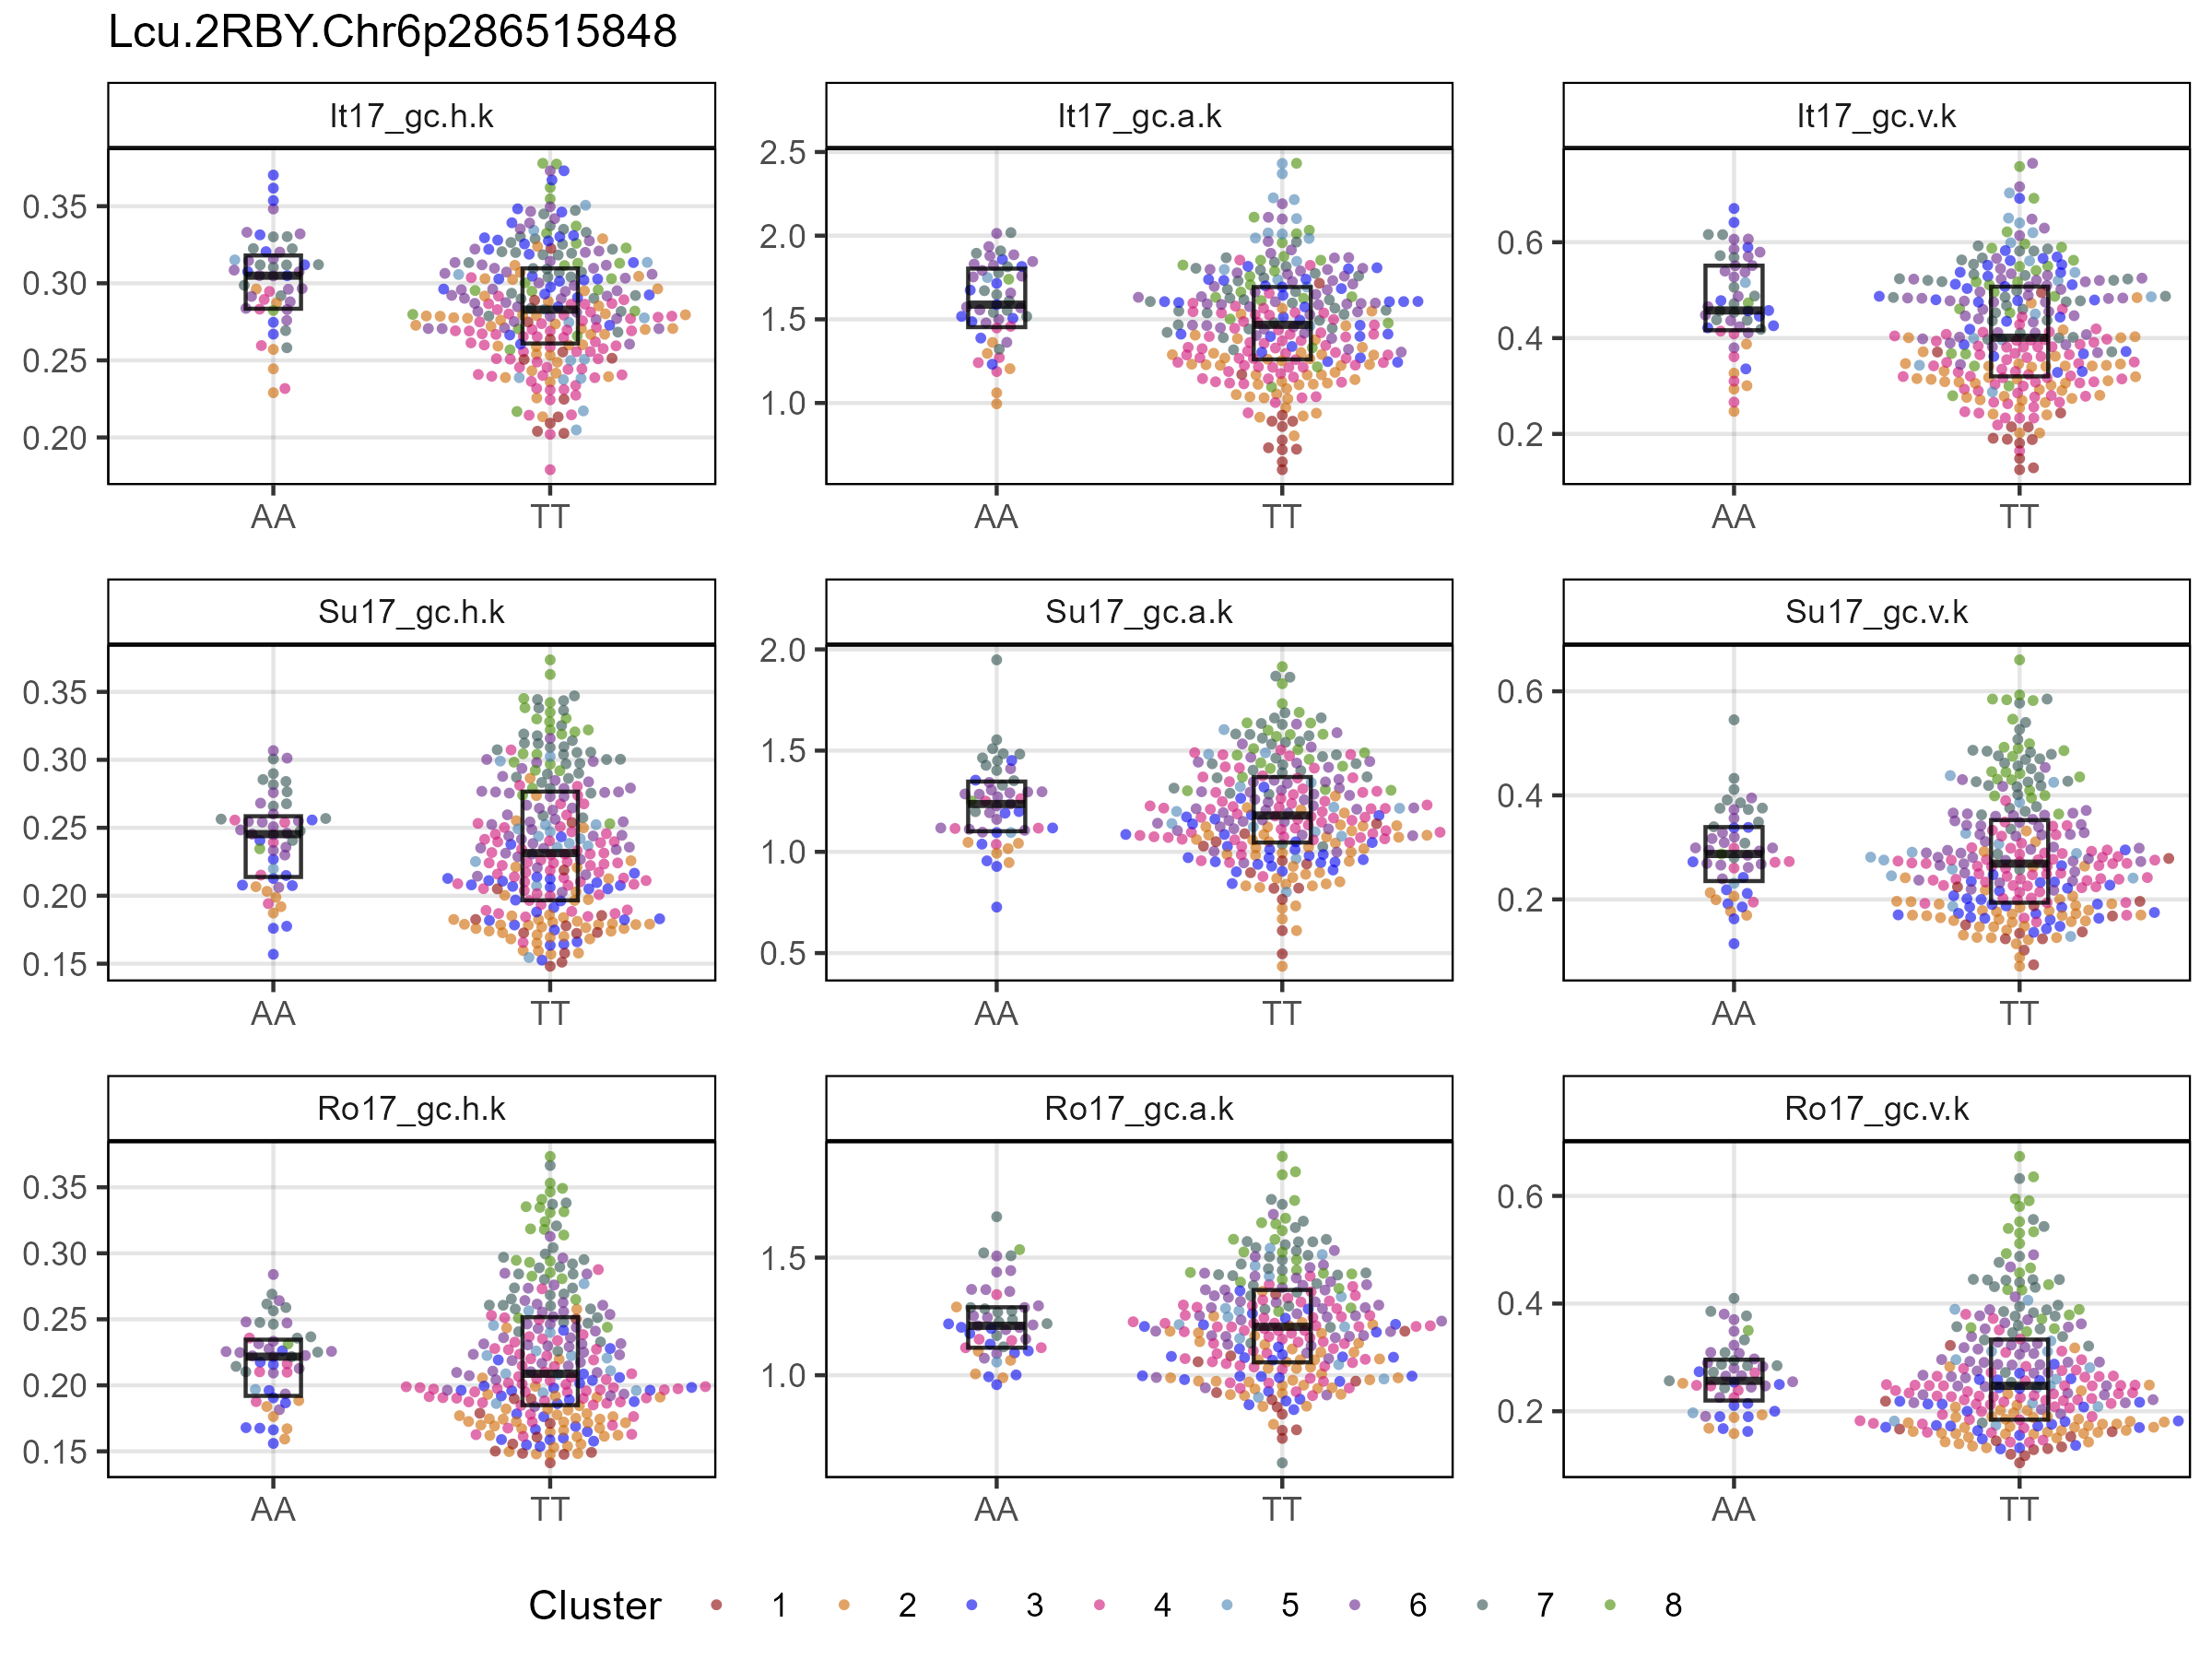 Lcu.2RBY.Chr6p286515848
It17_gc.h.k
It17_gc.a.k
It17_gc.v.k
0.35
0.30
0.25
0.20
2.5
2.0
1.5
1.0
0.6
0.4
0.2
AA TT
AA TT
AA TT
Su17_gc.h.k
Su17_gc.a.k
Su17_gc.v.k
0.35
0.30
0.25
0.20
0.15
2.0
1.5
1.0
0.5
0.6
0.4
0.2
AA TT
AA TT
AA TT
Ro17_gc.h.k
Ro17_gc.a.k
Ro17_gc.v.k
0.35
0.30
0.25
0.20
0.15
1.5
1.0
0.6
0.4
0.2
AA TT
AA TT
AA TT
Cluster 1 2 3 4 5 6 7 8